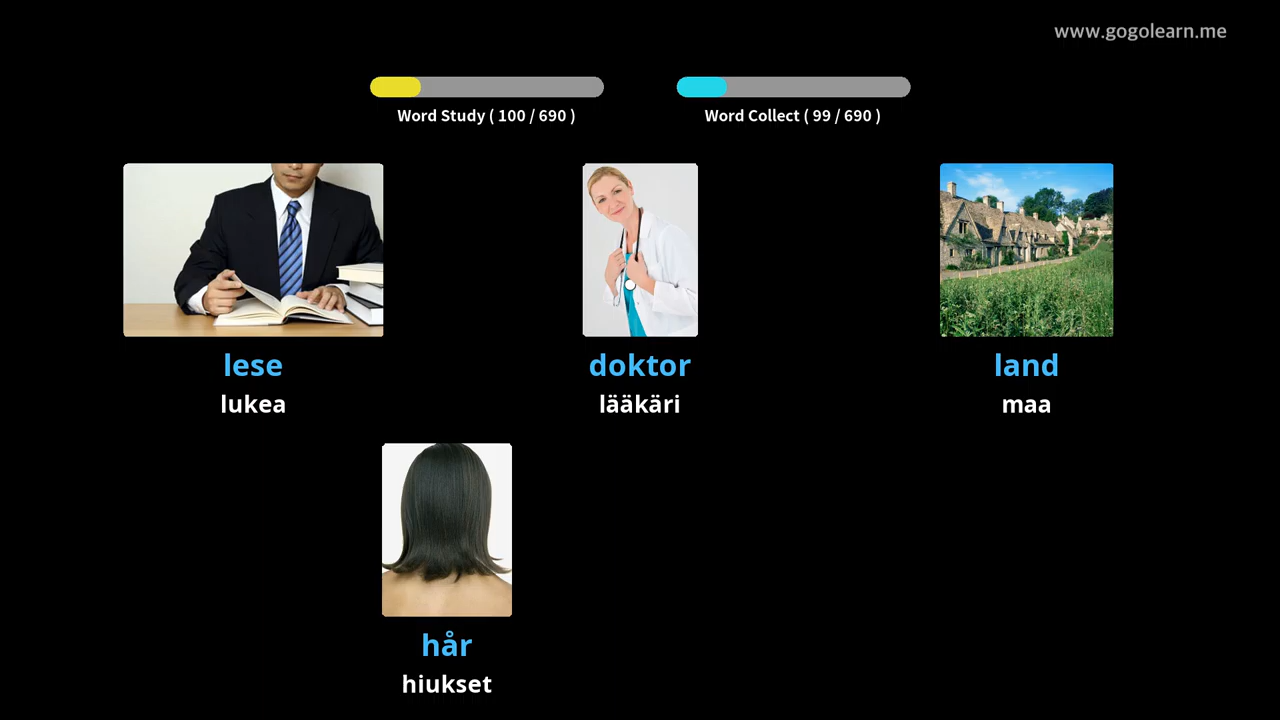 www.gogolearn.me
Word Study ( 100 / 690 )
Word Collect ( 99 / 690 )
lese
lukea
doktor
lääkäri
land
maa
hår
hiukset